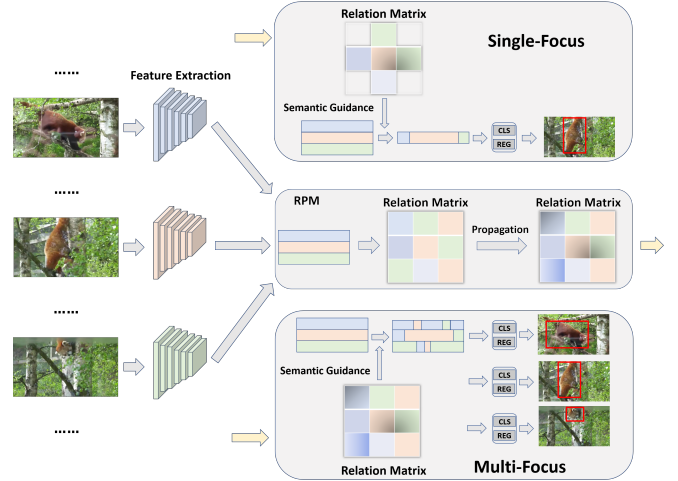 Relation Matrix
Single-Focus
......
Feature Extraction
Semantic Guidance
CLS
REG
......
RPM
Relation Matrix
Relation Matrix
Propagation
......
CLS
REG
Semantic Guidance
CLS
REG
CLS
REG
......
Relation Matrix
Multi-Focus